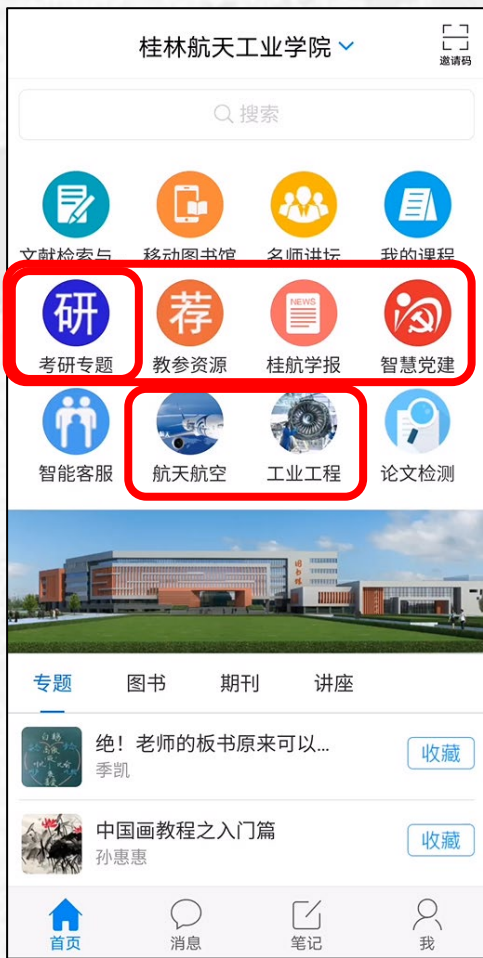 桂林航天工业学院
邀请码
搜索
文献检索与 移动图书馆 名师讲坛 我的课程
研 荐 NEWS
考研专题 教参资源 桂航学报 智慧党建
智能客服 航天航空 工业工程 论文检测
专题 图书 期刊 讲座
绝！老师的板书原来可以...
收藏
季凯
中国画教程之入门篇
收藏
孙惠惠
首页 消息 笔记 我